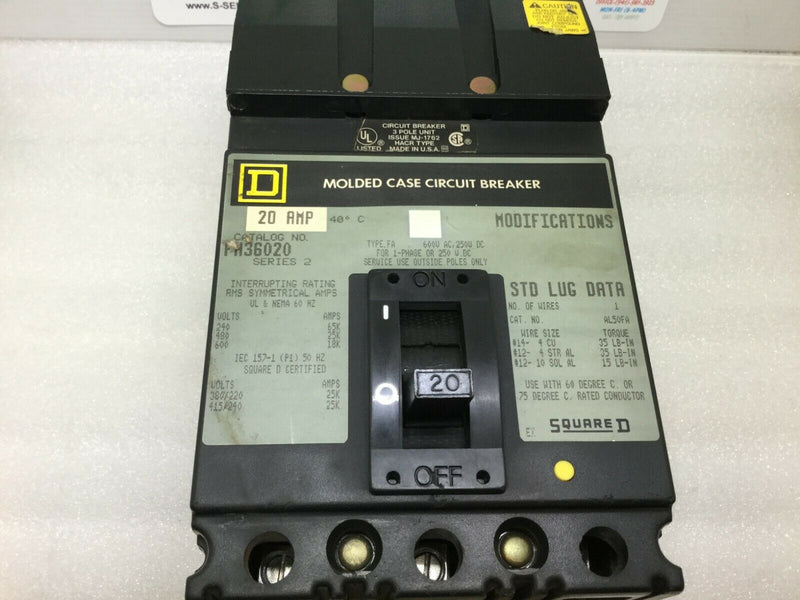 CAUTION
CIRCUIT BREAKER
3 POLE UNIT
ISSUE MJ-1762
HACR TYPE
MADE IN U.S.A.
UL
LISTED
D
MOLDED CASE CIRCUIT BREAKER
20 AMP 40° C
CATALOG NO.
FA36020
SERIES 2
TYPE FA 600V AC, 250V DC
FOR 1-PHASE OR 250 V DC
SERVICE USE OUTSIDE POLES ONLY
MODIFICATIONS
INTERRUPTING RATING
RMS SYMMETRICAL AMPS
UL & NEMA 60 HZ
VOLTS AMPS
240 65K
480 25K
600 18K
IEC 157-1 (P1) 50 HZ
SQUARE D CERTIFIED
VOLTS AMPS
380/220 25K
415/240 25K
ON
20
OFF
STD LUG DATA
NO. OF WIRES 1
CAT. NO. AL50FA
WIRE SIZE TORQUE
#14- 4 CU 35 LB-IN
#12- 4 STR AL 35 LB-IN
#12- 10 SOL AL 15 LB-IN
USE WITH 60 DEGREE C. OR
75 DEGREE C. RATED CONDUCTOR
SQUARE D